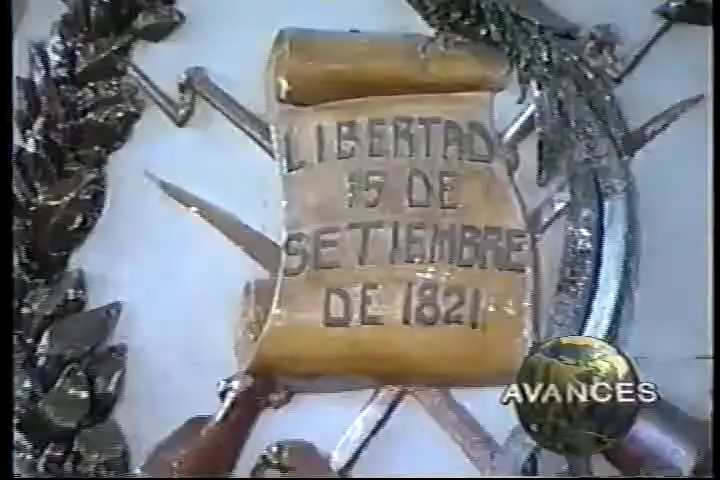 LIBERTAD
15 DE
SETIEMBRE
DE 1821
AVANCES